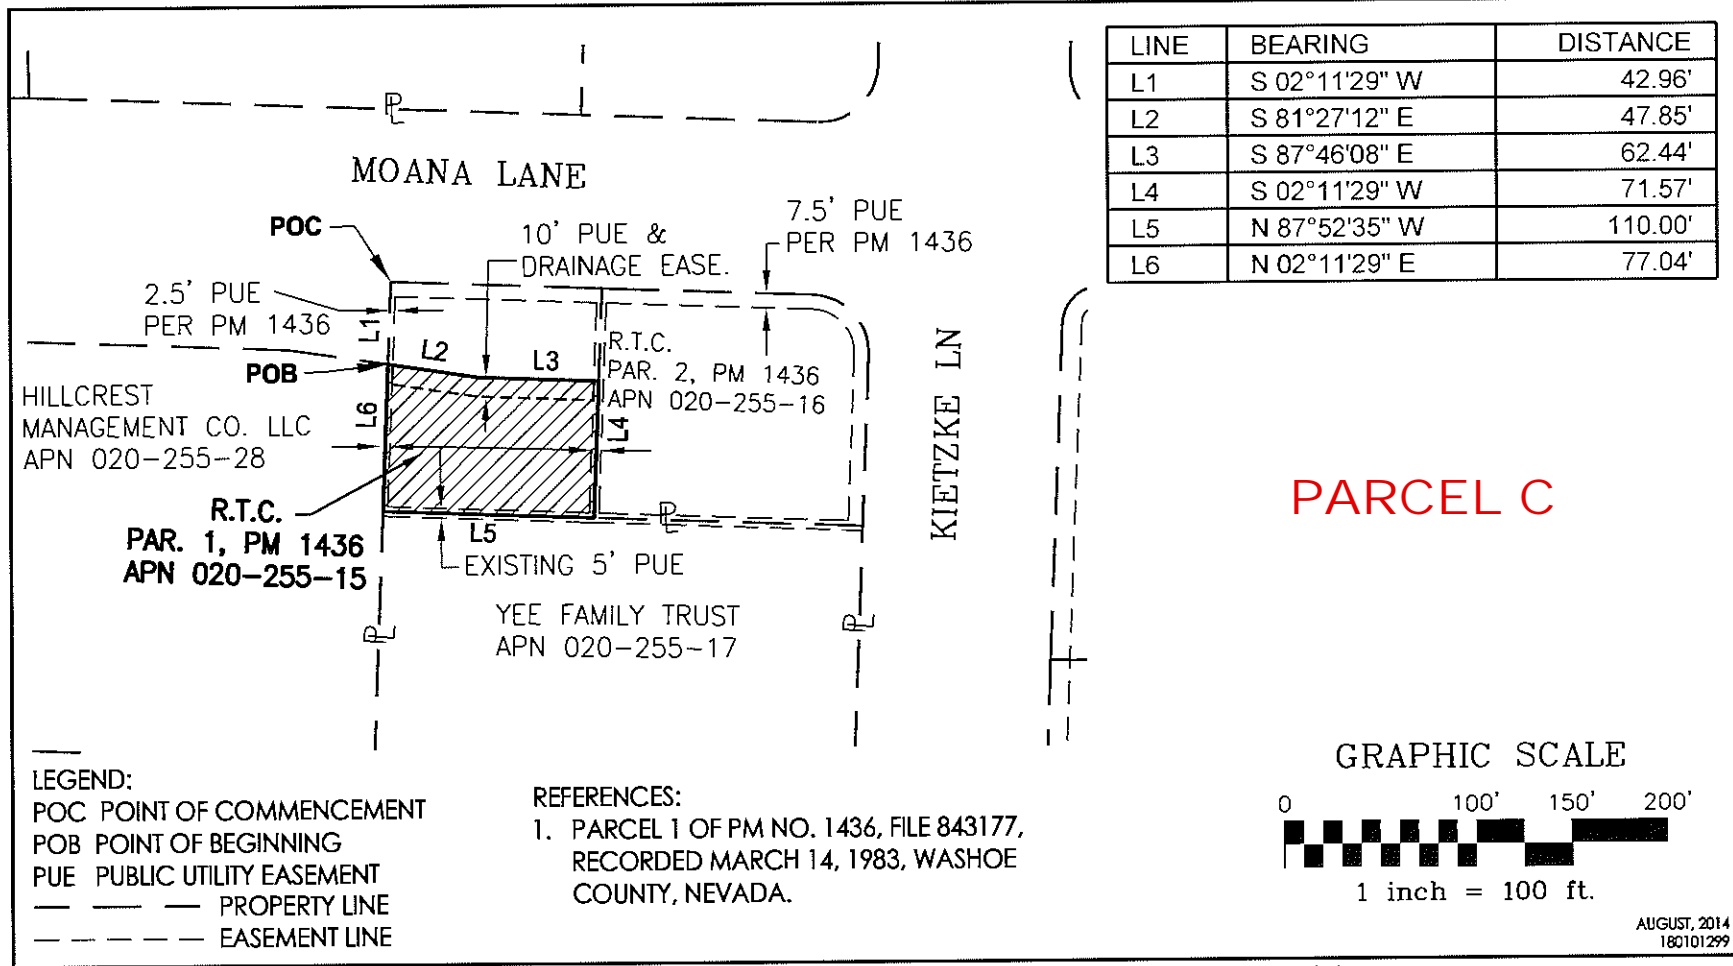 LINE BEARING DISTANCE
L1 S 02°11'29" W 42.96'
L2 S 81°27'12" E 47.85'
L3 S 87°46'08" E 62.44'
L4 S 02°11'29" W 71.57'
L5 N 87°52'35" W 110.00'
L6 N 02°11'29" E 77.04'
PL
MOANA LANE
POC
10' PUE &
DRAINAGE EASE.
7.5' PUE
PER PM 1436
2.5' PUE
PER PM 1436
L1
L2
L3
POB
R.T.C.
PAR. 2, PM 1436
APN 020-255-16
HILLCREST
MANAGEMENT CO. LLC
APN 020-255-28
L6
L4
KIETZKE LN
PARCEL C
R.T.C.
PAR. 1, PM 1436
APN 020-255-15
L5
PL
EXISTING 5' PUE
YEE FAMILY TRUST
APN 020-255-17
PL
PL
LEGEND:
POC POINT OF COMMENCEMENT
POB POINT OF BEGINNING
PUE PUBLIC UTILITY EASEMENT
PROPERTY LINE
EASEMENT LINE
REFERENCES:
1. PARCEL 1 OF PM NO. 1436, FILE 843177,
RECORDED MARCH 14, 1983, WASHOE
COUNTY, NEVADA.
GRAPHIC SCALE
0 100' 150' 200'
1 inch = 100 ft.
AUGUST, 2014
180101299